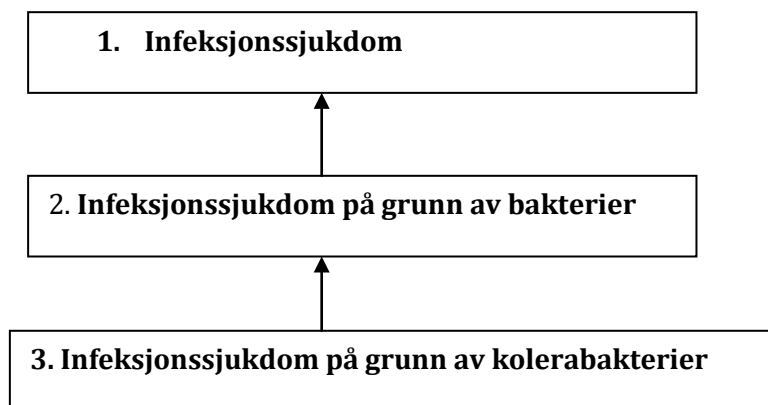 1. Infeksjonssjukdom
2. Infeksjonssjukdom på grunn av bakterier
3. Infeksjonssjukdom på grunn av kolerabakterier